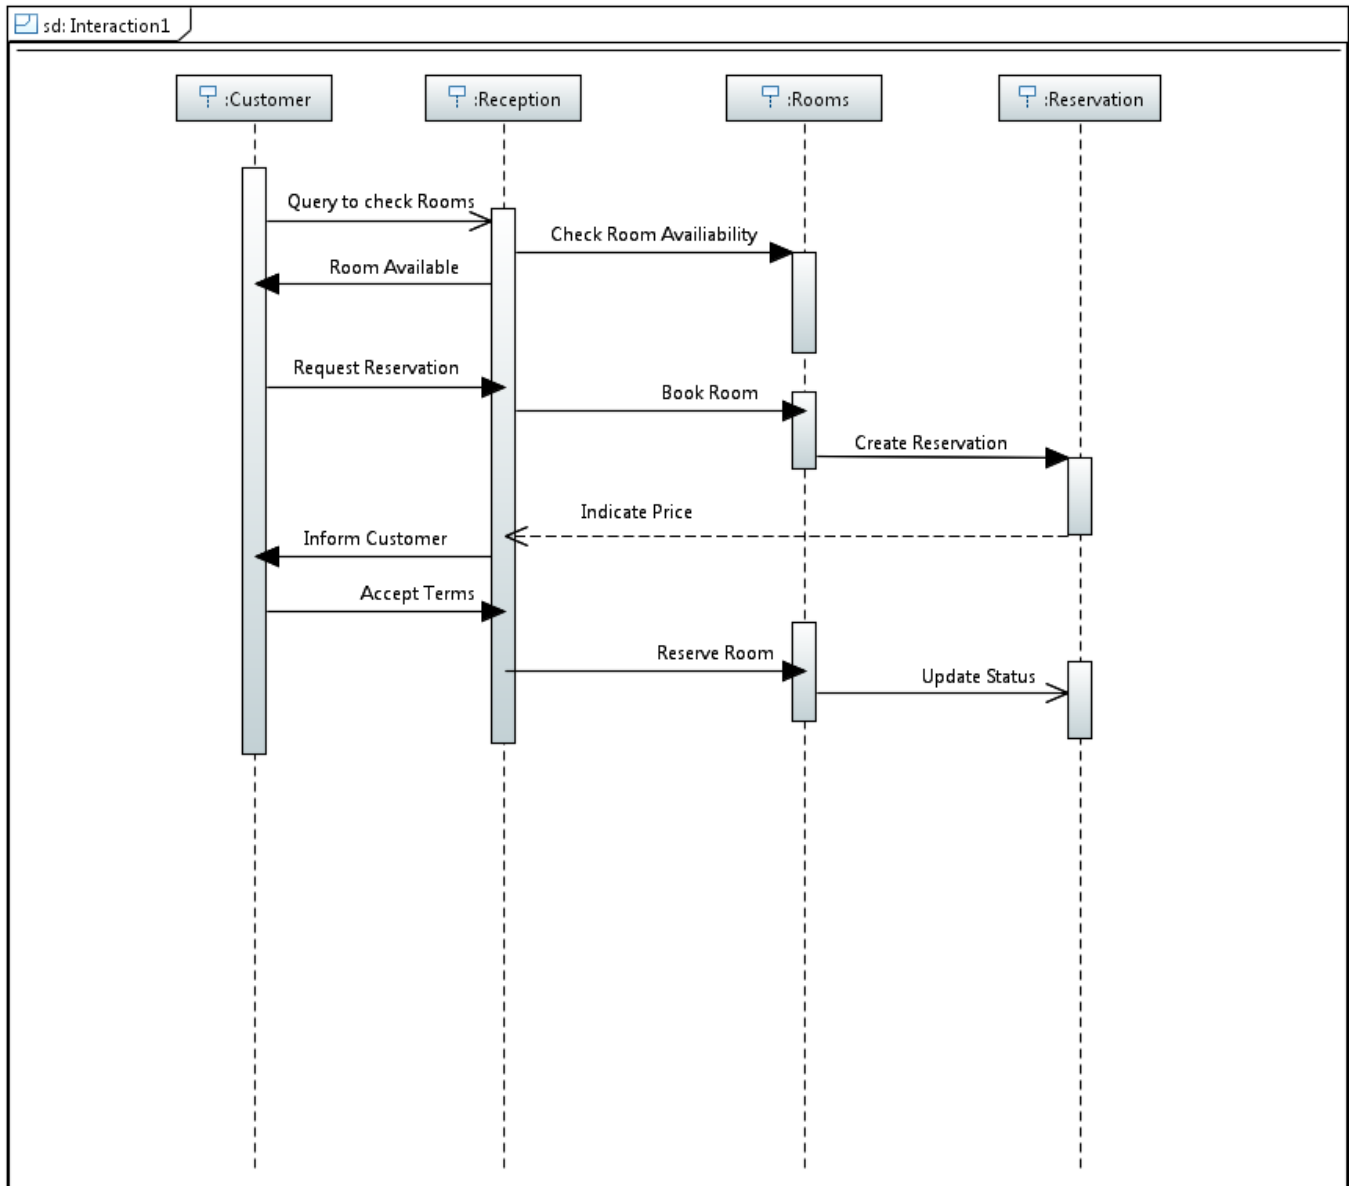 sd: Interaction1
:Customer
:Reception
:Rooms
:Reservation
Query to check Rooms
Check Room Availiability
Room Available
Request Reservation
Book Room
Create Reservation
Indicate Price
Inform Customer
Accept Terms
Reserve Room
Update Status